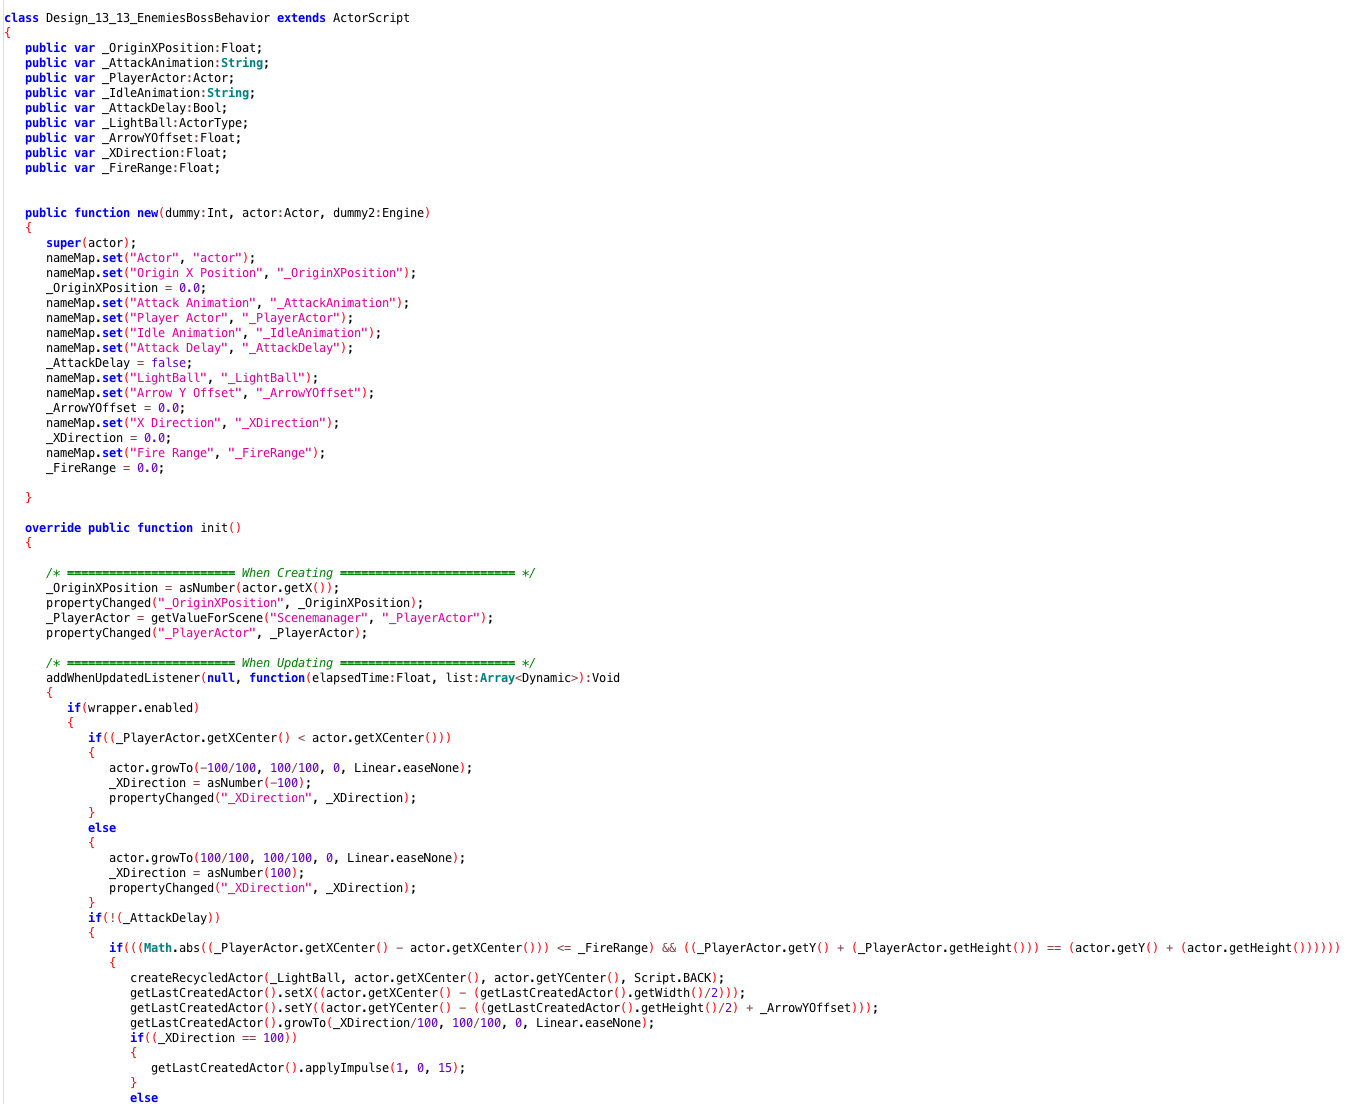 class Design_13_13_EnemiesBossBehavior extends ActorScript
{
   public var _OriginXPosition:Float;
   public var _AttackAnimation:String;
   public var _PlayerActor:Actor;
   public var _IdleAnimation:String;
   public var _AttackDelay:Bool;
   public var _LightBall:ActorType;
   public var _ArrowYOffset:Float;
   public var _XDirection:Float;
   public var _FireRange:Float;

   public function new(dummy:Int, actor:Actor, dummy2:Engine)
   {
      super(actor);
      nameMap.set("Actor", "actor");
      nameMap.set("Origin X Position", "_OriginXPosition");
      _OriginXPosition = 0.0;
      nameMap.set("Attack Animation", "_AttackAnimation");
      nameMap.set("Player Actor", "_PlayerActor");
      nameMap.set("Idle Animation", "_IdleAnimation");
      nameMap.set("Attack Delay", "_AttackDelay");
      _AttackDelay = false;
      nameMap.set("LightBall", "_LightBall");
      nameMap.set("Arrow Y Offset", "_ArrowYOffset");
      _ArrowYOffset = 0.0;
      nameMap.set("X Direction", "_XDirection");
      _XDirection = 0.0;
      nameMap.set("Fire Range", "_FireRange");
      _FireRange = 0.0;

   }

   override public function init()
   {

      /* ======================== When Creating ========================= */
      _OriginXPosition = asNumber(actor.getX());
      propertyChanged("_OriginXPosition", _OriginXPosition);
      _PlayerActor = getValueForScene("Scenemanager", "_PlayerActor");
      propertyChanged("_PlayerActor", _PlayerActor);

      /* ======================== When Updating ========================= */
      addWhenUpdatedListener(null, function(elapsedTime:Float, list:Array<Dynamic>):Void
      {
         if(wrapper.enabled)
         {
            if((_PlayerActor.getXCenter() < actor.getXCenter()))
            {
               actor.growTo(-100/100, 100/100, 0, Linear.easeNone);
               _XDirection = asNumber(-100);
               propertyChanged("_XDirection", _XDirection);
            }
            else
            {
               actor.growTo(100/100, 100/100, 0, Linear.easeNone);
               _XDirection = asNumber(100);
               propertyChanged("_XDirection", _XDirection);
            }
            if(!(_AttackDelay))
            {
               if(((Math.abs((_PlayerActor.getXCenter() - actor.getXCenter())) <= _FireRange) && ((_PlayerActor.getY() + (_PlayerActor.getHeight())) == (actor.getY() + (actor.getHeight())))))
               {
                  createRecycledActor(_LightBall, actor.getXCenter(), actor.getYCenter(), Script.BACK);
                  getLastCreatedActor().setX((actor.getXCenter() - (getLastCreatedActor().getWidth()/2)));
                  getLastCreatedActor().setY((actor.getYCenter() - ((getLastCreatedActor().getHeight()/2) + _ArrowYOffset)));
                  getLastCreatedActor().growTo(_XDirection/100, 100/100, 0, Linear.easeNone);
                  if((_XDirection == 100))
                  {
                     getLastCreatedActor().applyImpulse(1, 0, 15);
                  }
                  else